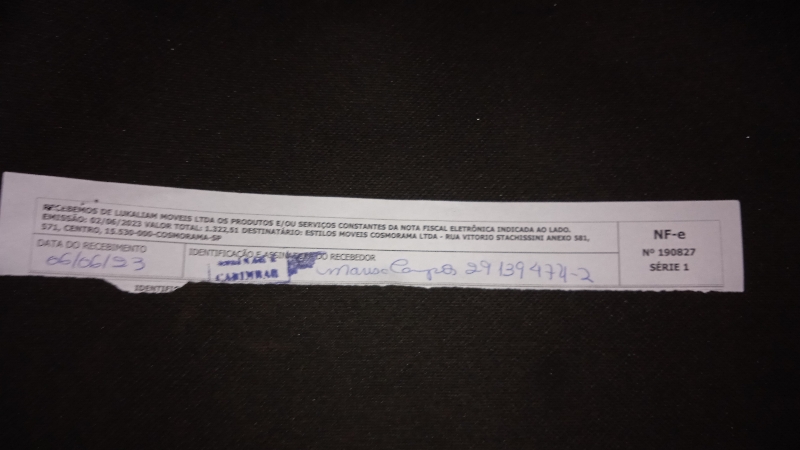 RECEBEMOS DE LUKALIAM MOVEIS LTDA OS PRODUTOS E/OU SERVIÇOS CONSTANTES DA NOTA FISCAL ELETRÔNICA INDICADA AO LADO.
EMISSÃO: 02/06/2023 VALOR TOTAL: 1.322,51 DESTINATÁRIO: ESTILOS MOVEIS COSMORAMA LTDA - RUA VITORIO STACHISSINI ANEXO 581,
571, CENTRO, 15.530-000-COSMORAMA-SP
NF-e
Nº 190827
SÉRIE 1
DATA DO RECEBIMENTO
06/06/23
IDENTIFICAÇÃO E ASSINATURA DO RECEBEDOR
CARIMBAR
Campos 29139474-2